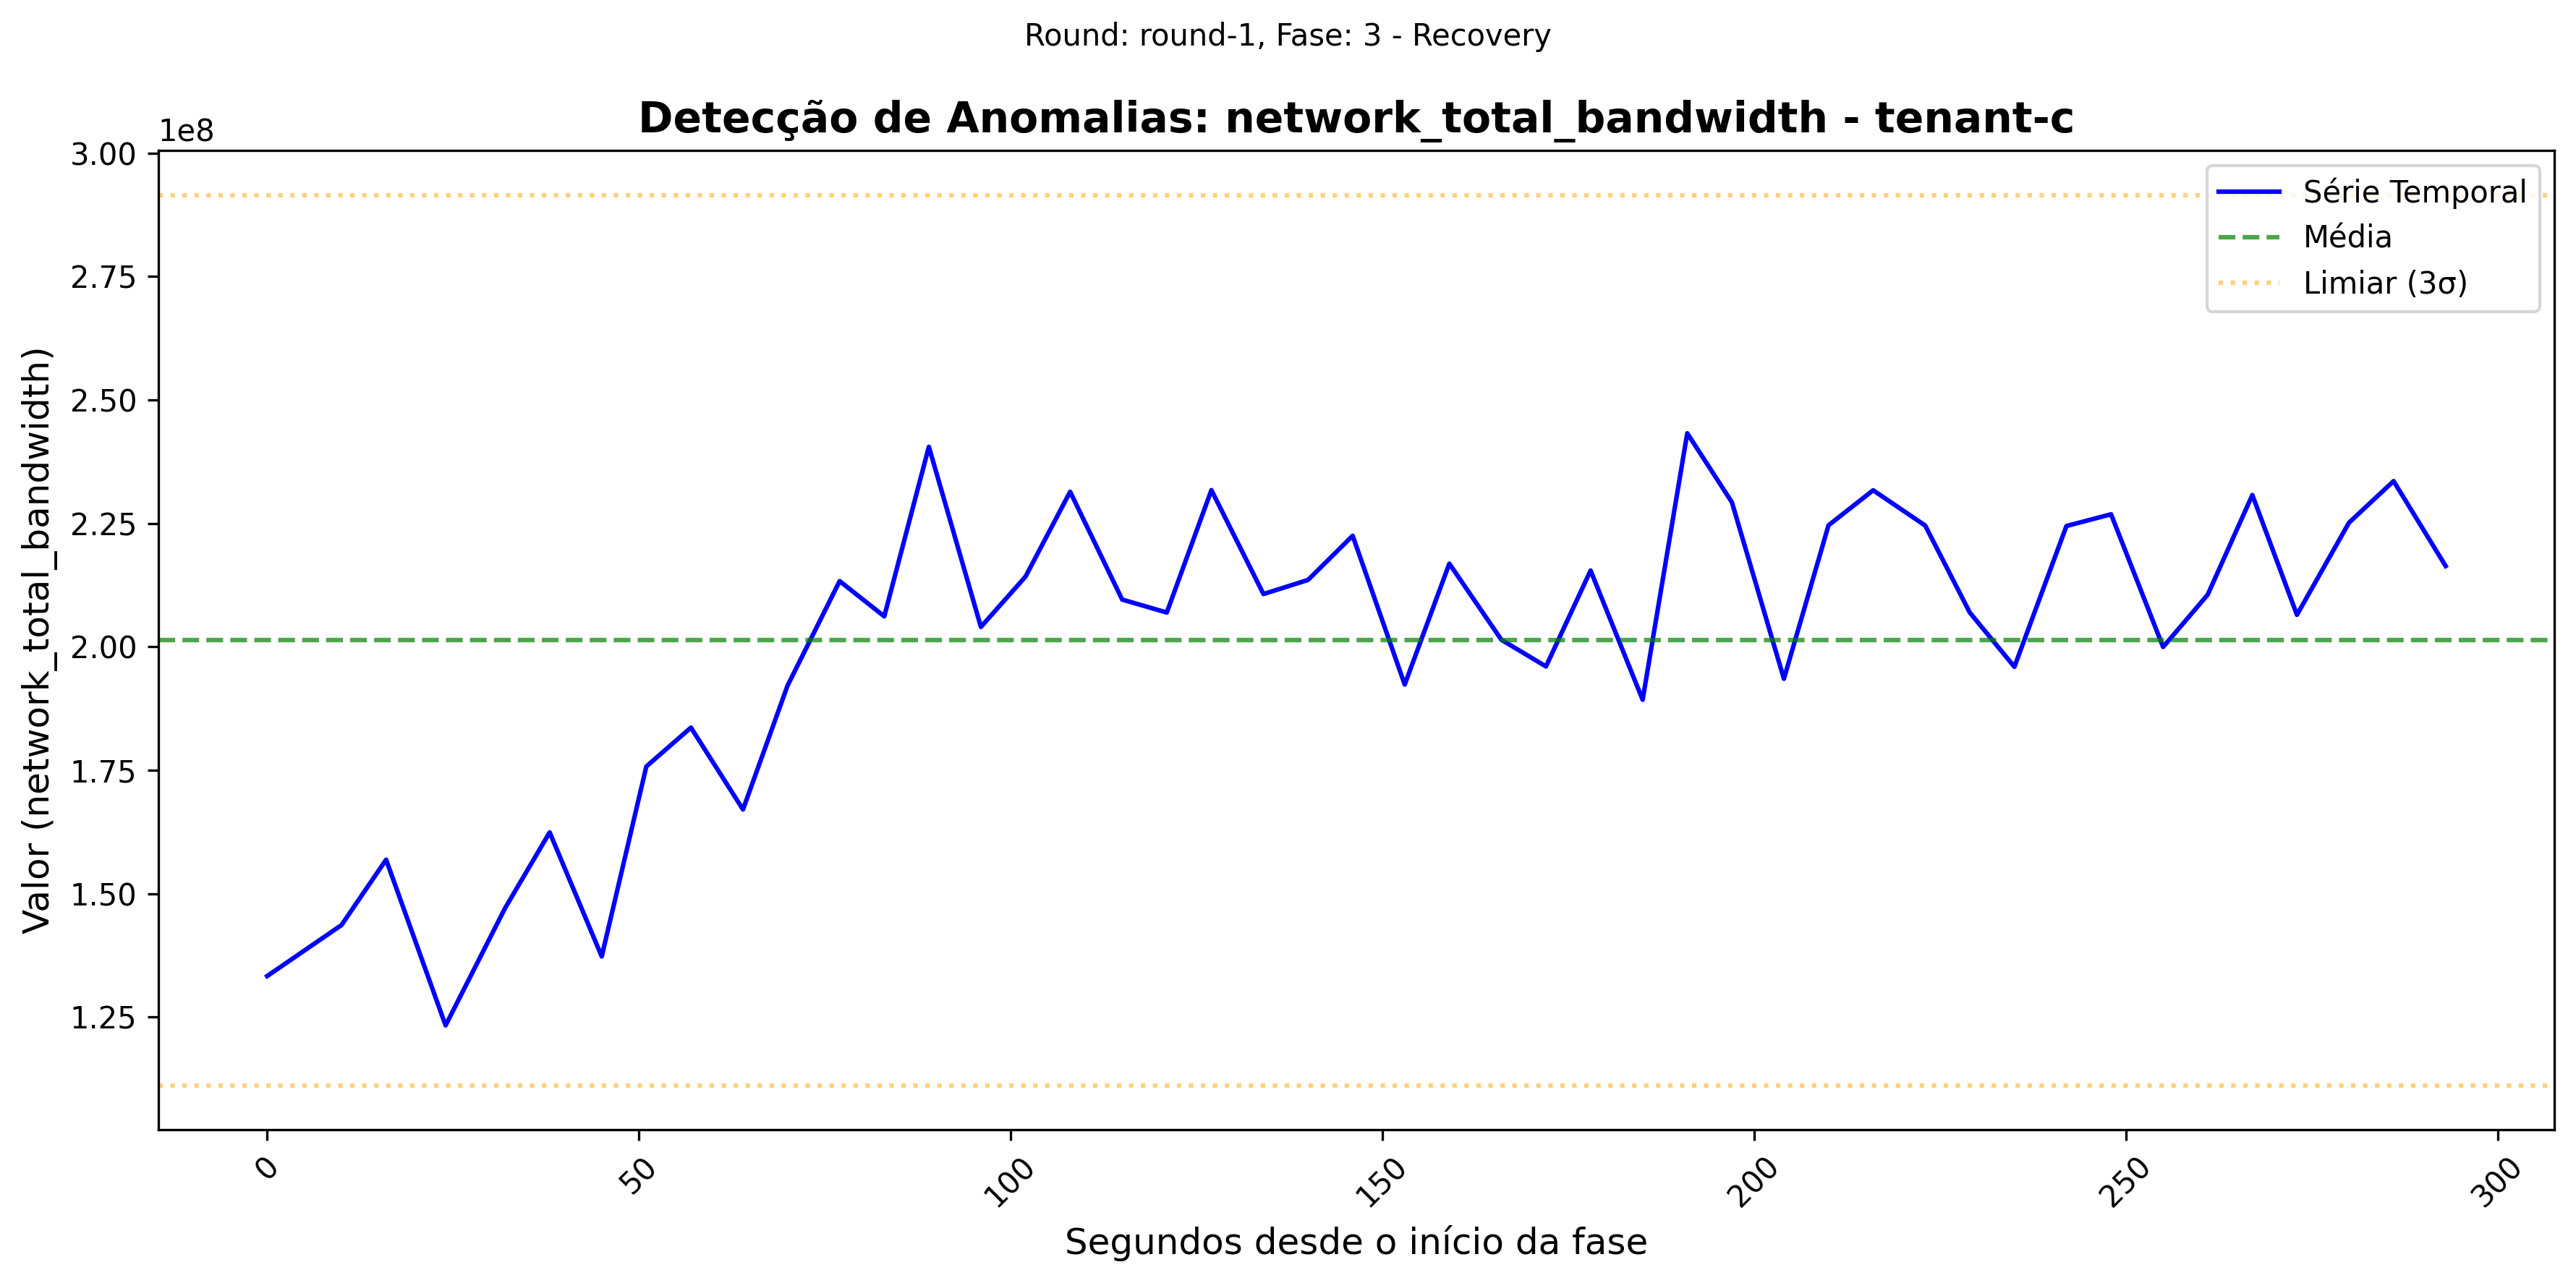 Round: round-1, Fase: 3 - Recovery
Detecção de Anomalias: network_total_bandwidth - tenant-c
1e8
3.00
2.75
2.50
2.25
2.00
1.75
1.50
1.25
Valor (network_total_bandwidth)
Série Temporal
Média
Limiar (3σ)
0
50
100
150
200
250
300
Segundos desde o início da fase